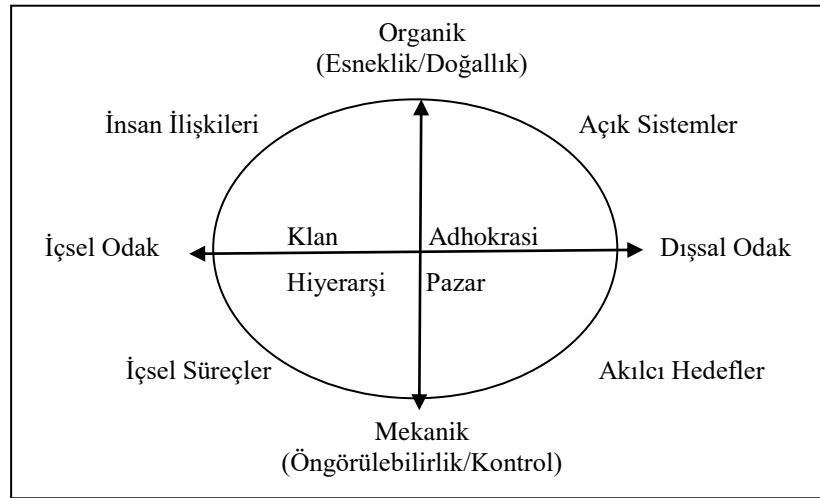 Organik
(Esneklik/Doğallık)
İnsan İlişkileri
Açık Sistemler
İçsel Odak
Klan
Adhokrasi
Dışsal Odak
Hiyerarşi
Pazar
İçsel Süreçler
Akılcı Hedefler
Mekanik
(Öngörülebilirlik/Kontrol)